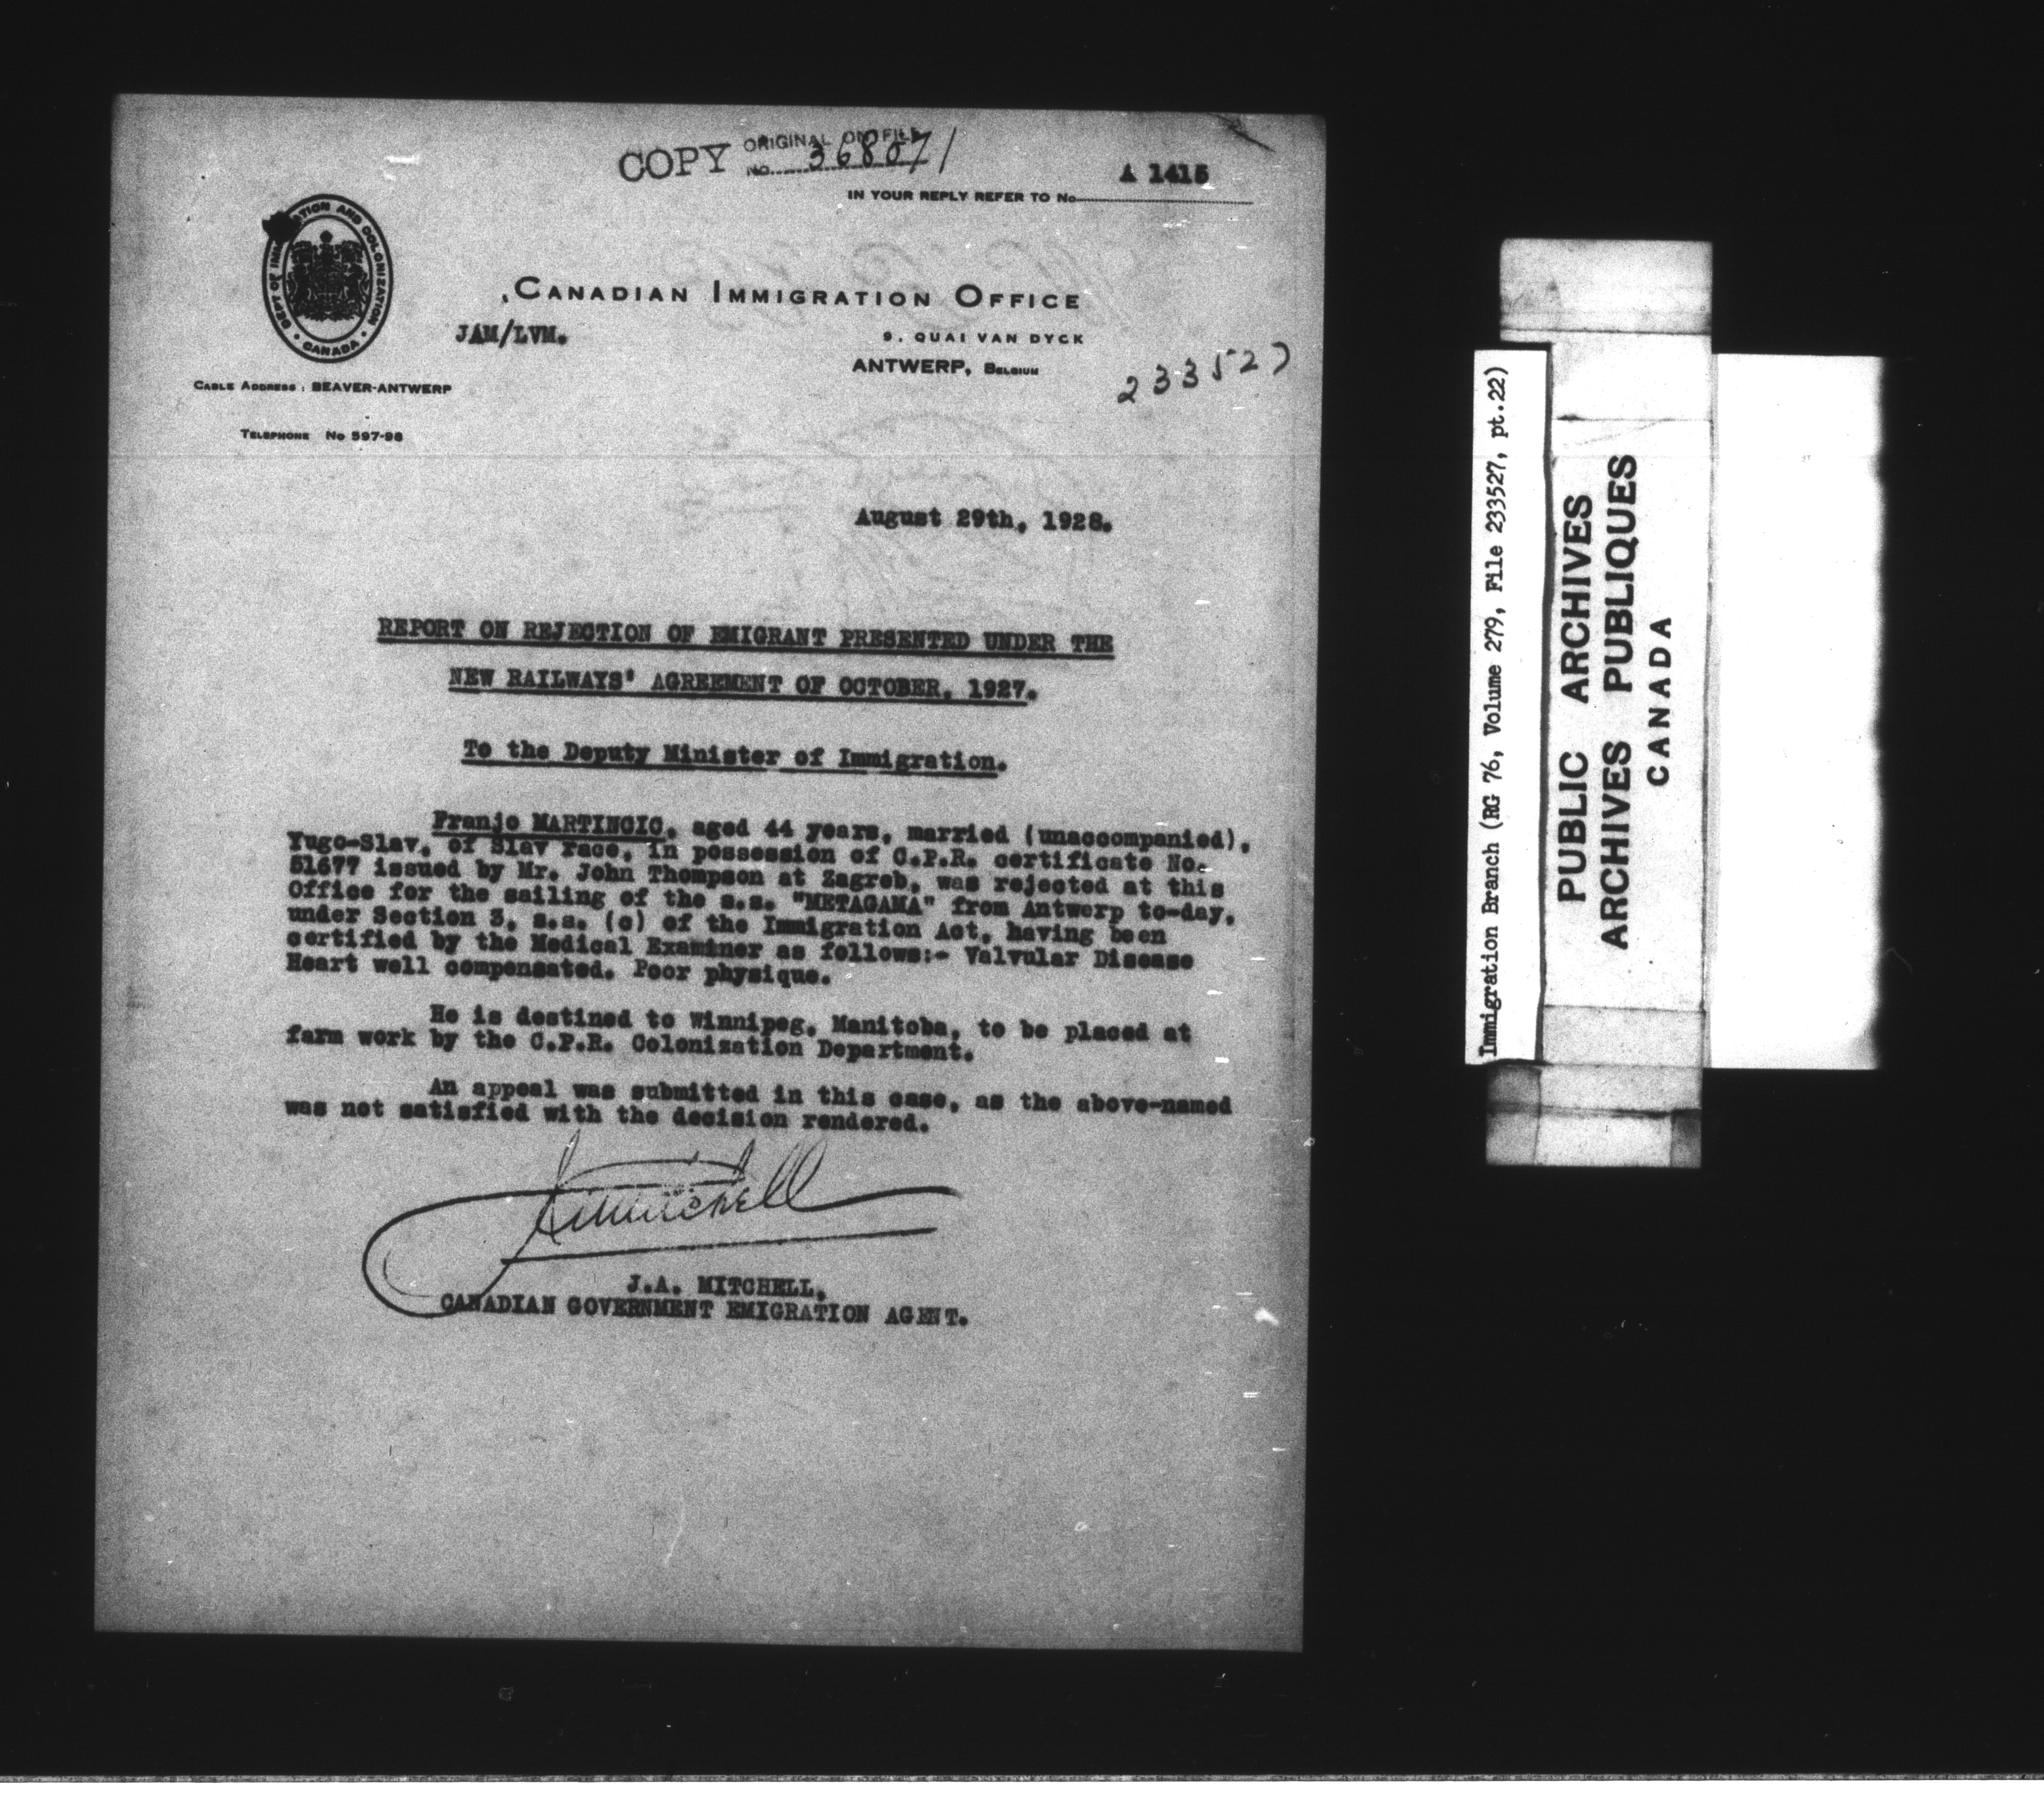 COPY ORIGINAL ON FILE
No. 368071
A 1415
IN YOUR REPLY REFER TO No
DEPT OF IMMIGRATION AND COLONIZATION
CANADA
CANADIAN IMMIGRATION OFFICE
JAM/LVM.
9. QUAI VAN DYCK
ANTWERP, BELGIUM
233527
CABLE ADDRESS : BEAVER-ANTWERP
TELEPHONE No 597-98
August 29th, 1928.
REPORT ON REJECTION OF EMIGRANT PRESENTED UNDER THE
NEW RAILWAYS' AGREEMENT OF OCTOBER, 1927.
To the Deputy Minister of Immigration.
Franjo MARTINCIC, aged 44 years, married (unaccompanied),
Yugo-Slav, of Slav race, in possession of C.P.R. certificate No.
51677 issued by Mr. John Thompson at Zagreb, was rejected at this
Office for the sailing of the s.s. "METAGAMA" from Antwerp to-day,
under Section 3, s.s. (c) of the Immigration Act, having been
certified by the Medical Examiner as follows:- Valvular Disease
Heart well compensated. Poor physique.
He is destined to Winnipeg, Manitoba, to be placed at
farm work by the C.P.R. Colonization Department.
An appeal was submitted in this case, as the above-named
was not satisfied with the decision rendered.
J.A. Mitchell
J.A. MITCHELL,
CANADIAN GOVERNMENT EMIGRATION AGENT.
Immigration Branch (RG 76, Volume 279, File 233527, pt.22)
PUBLIC ARCHIVES
ARCHIVES PUBLIQUES
CANADA